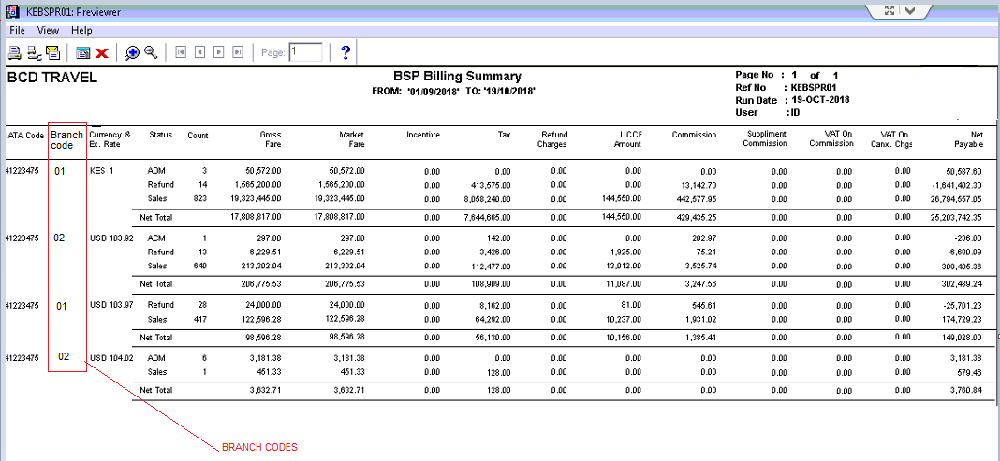 KEBSPR01: Previewer
File View Help
Page: 1
BCD TRAVEL
BSP Billing Summary
FROM: '01/09/2018' TO: '19/10/2018'
Page No : 1 of 1
Ref No : KEBSPR01
Run Date : 19-OCT-2018
User :ID
IATA Code Branch code Currency & Ex. Rate Status Count Gross Fare Market Fare Incentive Tax Refund Charges UCCF Amount Commission Suppliment Commission VAT On Commission VAT On Canx. Chgs Net Payable
41223475 01 KES 1 ADM 3 50,572.00 50,572.00 0.00 0.00 0.00 0.00 0.00 0.00 0.00 0.00 50,587.60
Refund 14 1,565,200.00 1,565,200.00 0.00 413,575.00 0.00 0.00 13,142.70 0.00 0.00 0.00 -1,641,402.30
Sales 823 19,323,445.00 19,323,445.00 0.00 8,058,240.00 0.00 144,550.00 442,577.95 0.00 0.00 0.00 26,794,557.05
Net Total 17,808,817.00 17,808,817.00 0.00 7,644,665.00 0.00 144,550.00 429,435.25 0.00 0.00 0.00 25,203,742.35
41223475 02 USD 103.92 ACM 1 297.00 297.00 0.00 142.00 0.00 0.00 202.97 0.00 0.00 0.00 -236.03
Refund 13 6,229.51 6,229.51 0.00 3,426.00 0.00 1,925.00 75.21 0.00 0.00 0.00 -6,680.09
Sales 640 213,302.04 213,302.04 0.00 112,477.00 0.00 13,012.00 3,525.74 0.00 0.00 0.00 309,405.36
Net Total 206,775.53 206,775.53 0.00 108,909.00 0.00 11,087.00 3,247.56 0.00 0.00 0.00 302,489.24
41223475 01 USD 103.97 Refund 28 24,000.00 24,000.00 0.00 8,162.00 0.00 81.00 545.61 0.00 0.00 0.00 -25,701.23
Sales 417 122,596.28 122,596.28 0.00 64,292.00 0.00 10,237.00 1,931.02 0.00 0.00 0.00 174,729.23
Net Total 98,596.28 98,596.28 0.00 56,130.00 0.00 10,156.00 1,385.41 0.00 0.00 0.00 149,028.00
41223475 02 USD 104.02 ADM 6 3,181.38 3,181.38 0.00 0.00 0.00 0.00 0.00 0.00 0.00 0.00 3,181.38
Sales 1 451.33 451.33 0.00 128.00 0.00 0.00 0.00 0.00 0.00 0.00 579.46
Net Total 3,632.71 3,632.71 0.00 128.00 0.00 0.00 0.00 0.00 0.00 0.00 3,760.84
BRANCH CODES